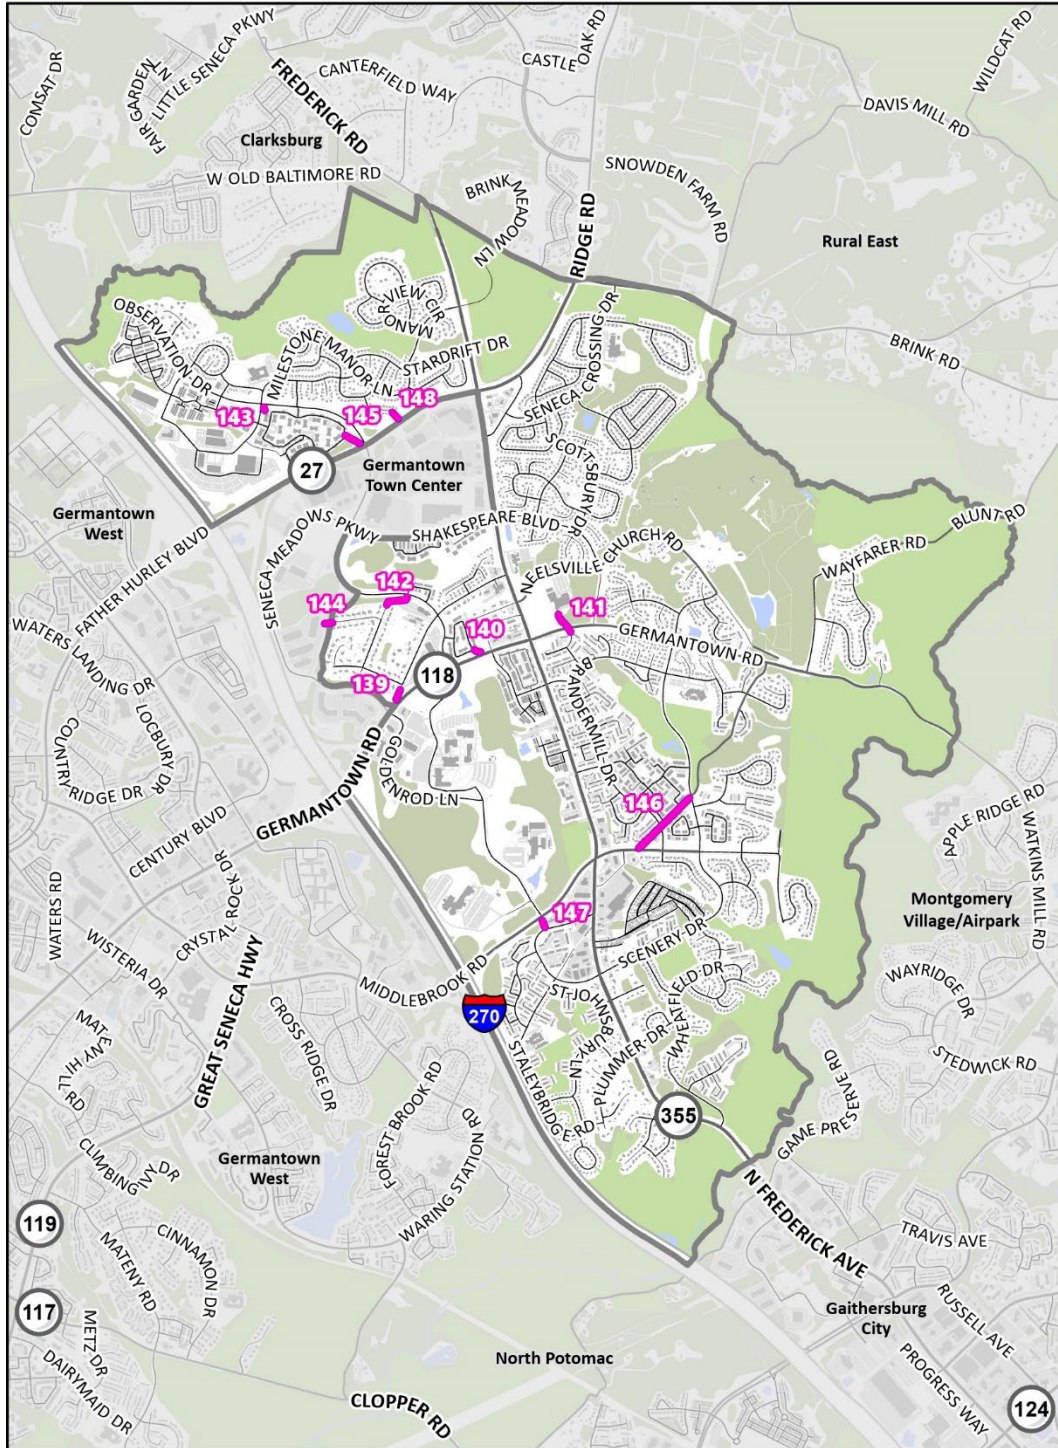 COMSAT DR
FAIR GARDEN LN
LITTLE SENECA PKWY
FREDERICK RD
CANTERFIELD WAY
CASTLE OAK RD
WILDCAT RD
DAVIS MILL RD
Clarksburg
W OLD BALTIMORE RD
BRINK MEADOW LN
SNOWDEN FARM RD
RIDGE RD
Rural East
MANOR VIEW CIR
OBSERVATION DR
MILESTONE MANOR LN
STARDRIFT DR
SENECA CROSSING DR
BRINK RD
143
145
148
27
Germantown
Town Center
SCOTTSBURY DR
Germantown
West
FATHER HURLEY BLVD
SENECA MEADOWS PKWY
SHAKESPEARE BLVD
NEELSVILLE CHURCH RD
BLUNT RD
WAYFARER RD
142
144
140
141
GERMANTOWN RD
WATERS LANDING DR
118
139
BRANDERMILL DR
LOCBURY DR
COUNTRY RIDGE DR
GERMANTOWN RD
GOLDENROD LN
146
APPLE RIDGE RD
WATKINS MILL RD
CENTURY BLVD
CRYSTAL ROCK DR
WATERS RD
WISTERIA DR
Montgomery
Village/Airpark
147
SCENERY DR
WAYRIDGE DR
MIDDLEBROOK RD
GREAT SENECA HWY
CROSS RIDGE DR
270
ST JOHNSBURY LN
WHEATFIELD DR
PLUMMER DR
STEDWICK RD
MATENY HILL RD
STALEYBRIDGE RD
GAME PRESERVE RD
FOREST BROOK RD
355
CLIMBING IVY DR
Germantown
West
WARING STATION RD
N FREDERICK AVE
119
CINNAMON DR
MATENY RD
TRAVIS AVE
117
METZ DR
Gaithersburg
City
RUSSELL AVE
DAIRYMAID DR
North Potomac
PROGRESS WAY
CLOPPER RD
124